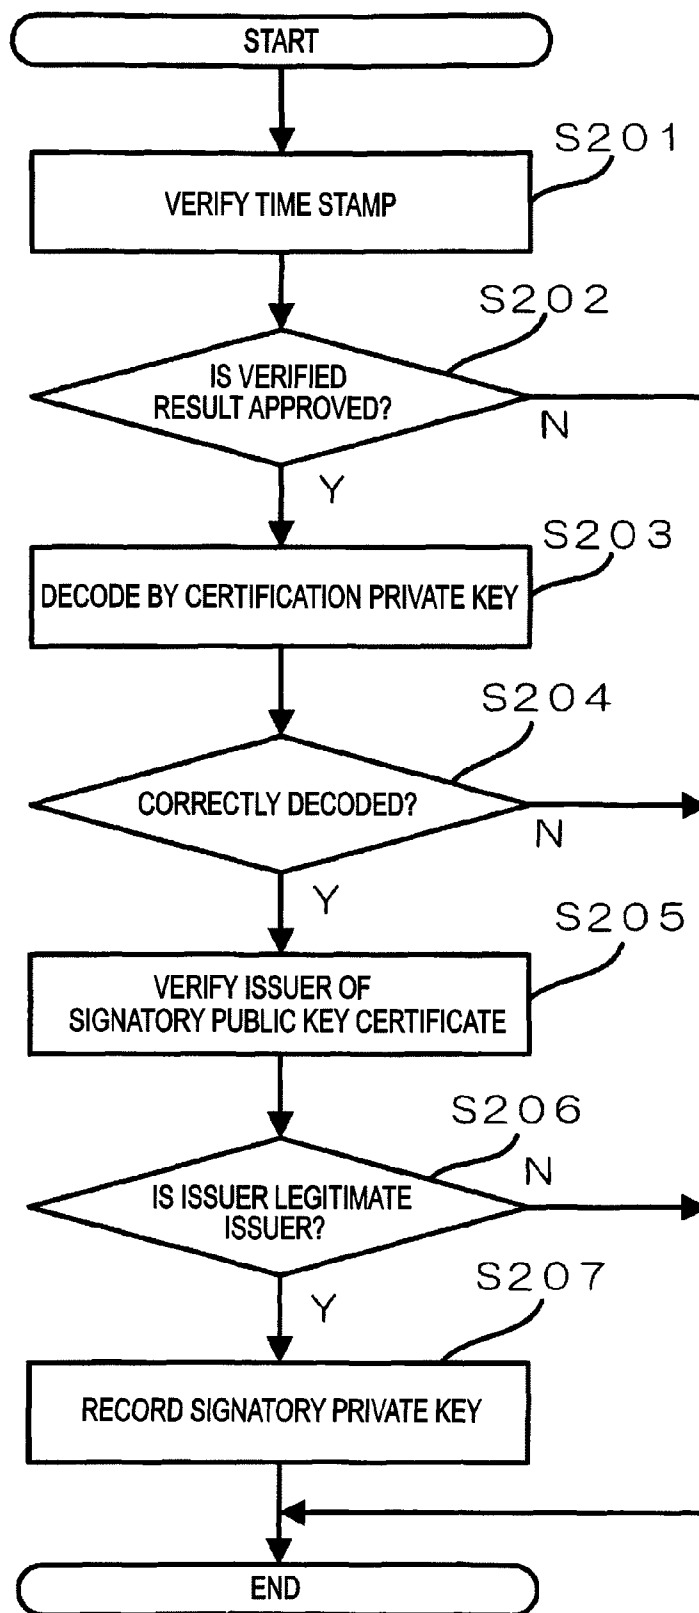 START
S201
VERIFY TIME STAMP
S202
IS VERIFIED
RESULT APPROVED?
N
Y
S203
DECODE BY CERTIFICATION PRIVATE KEY
S204
CORRECTLY DECODED?
N
Y
S205
VERIFY ISSUER OF
SIGNATORY PUBLIC KEY CERTIFICATE
S206
N
IS ISSUER LEGITIMATE
ISSUER?
Y
S207
RECORD SIGNATORY PRIVATE KEY
END